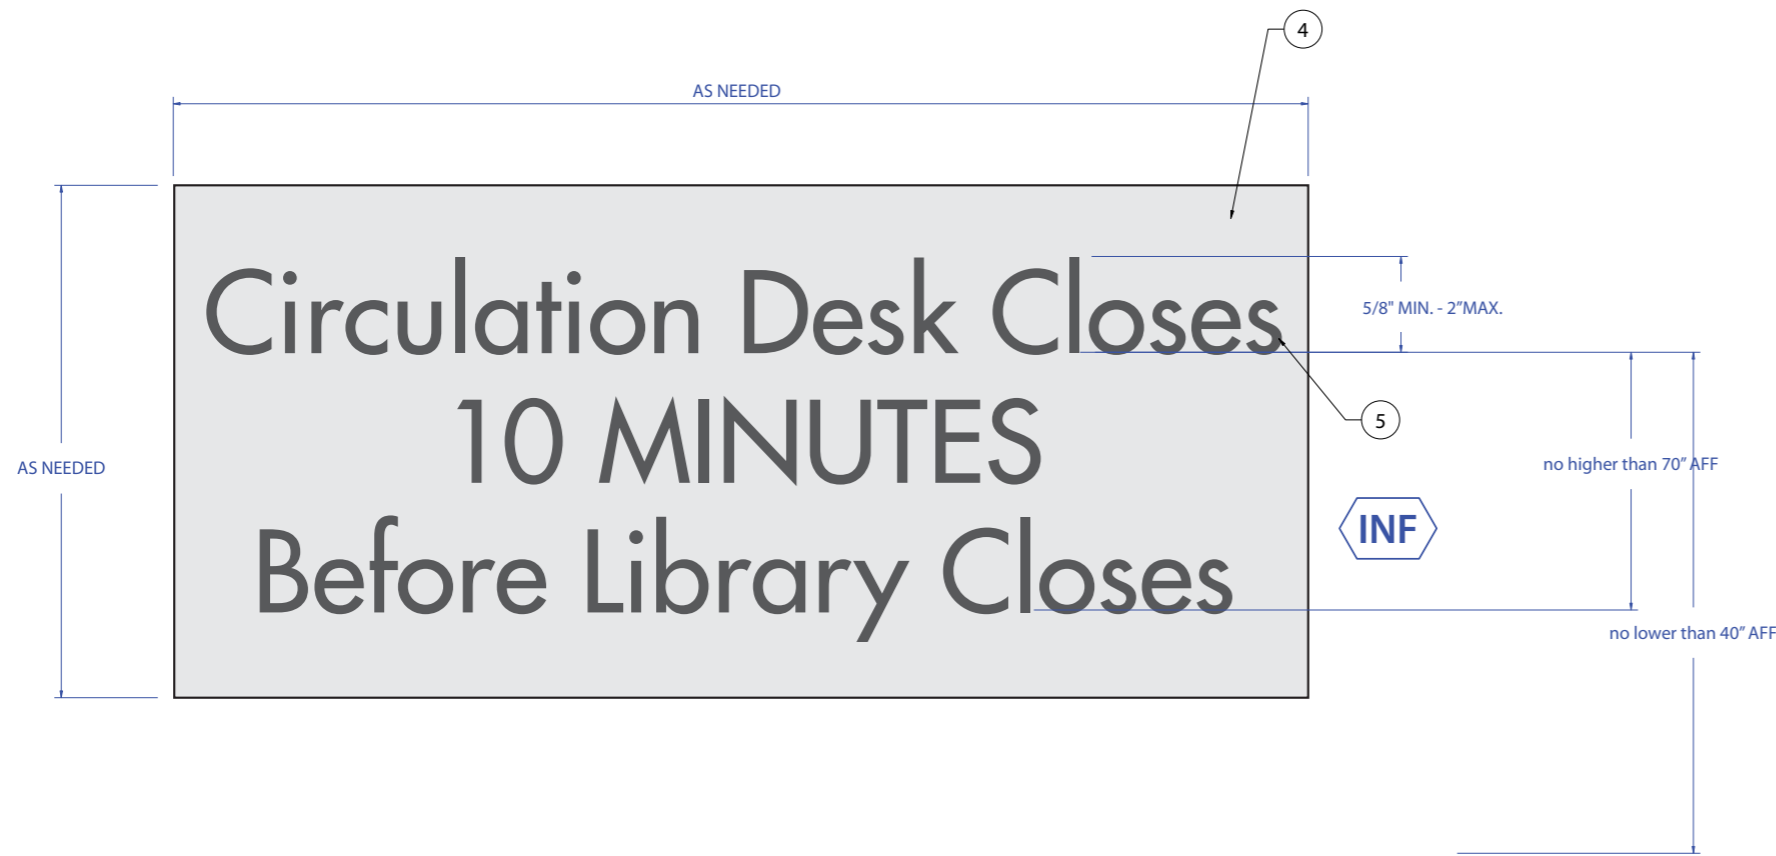 4
AS NEEDED
Circulation Desk Closes
5/8" MIN. - 2”MAX.
10 MINUTES
5
AS NEEDED
no higher than 70” AFF
INF
Before Library Closes
no lower than 40” AFF